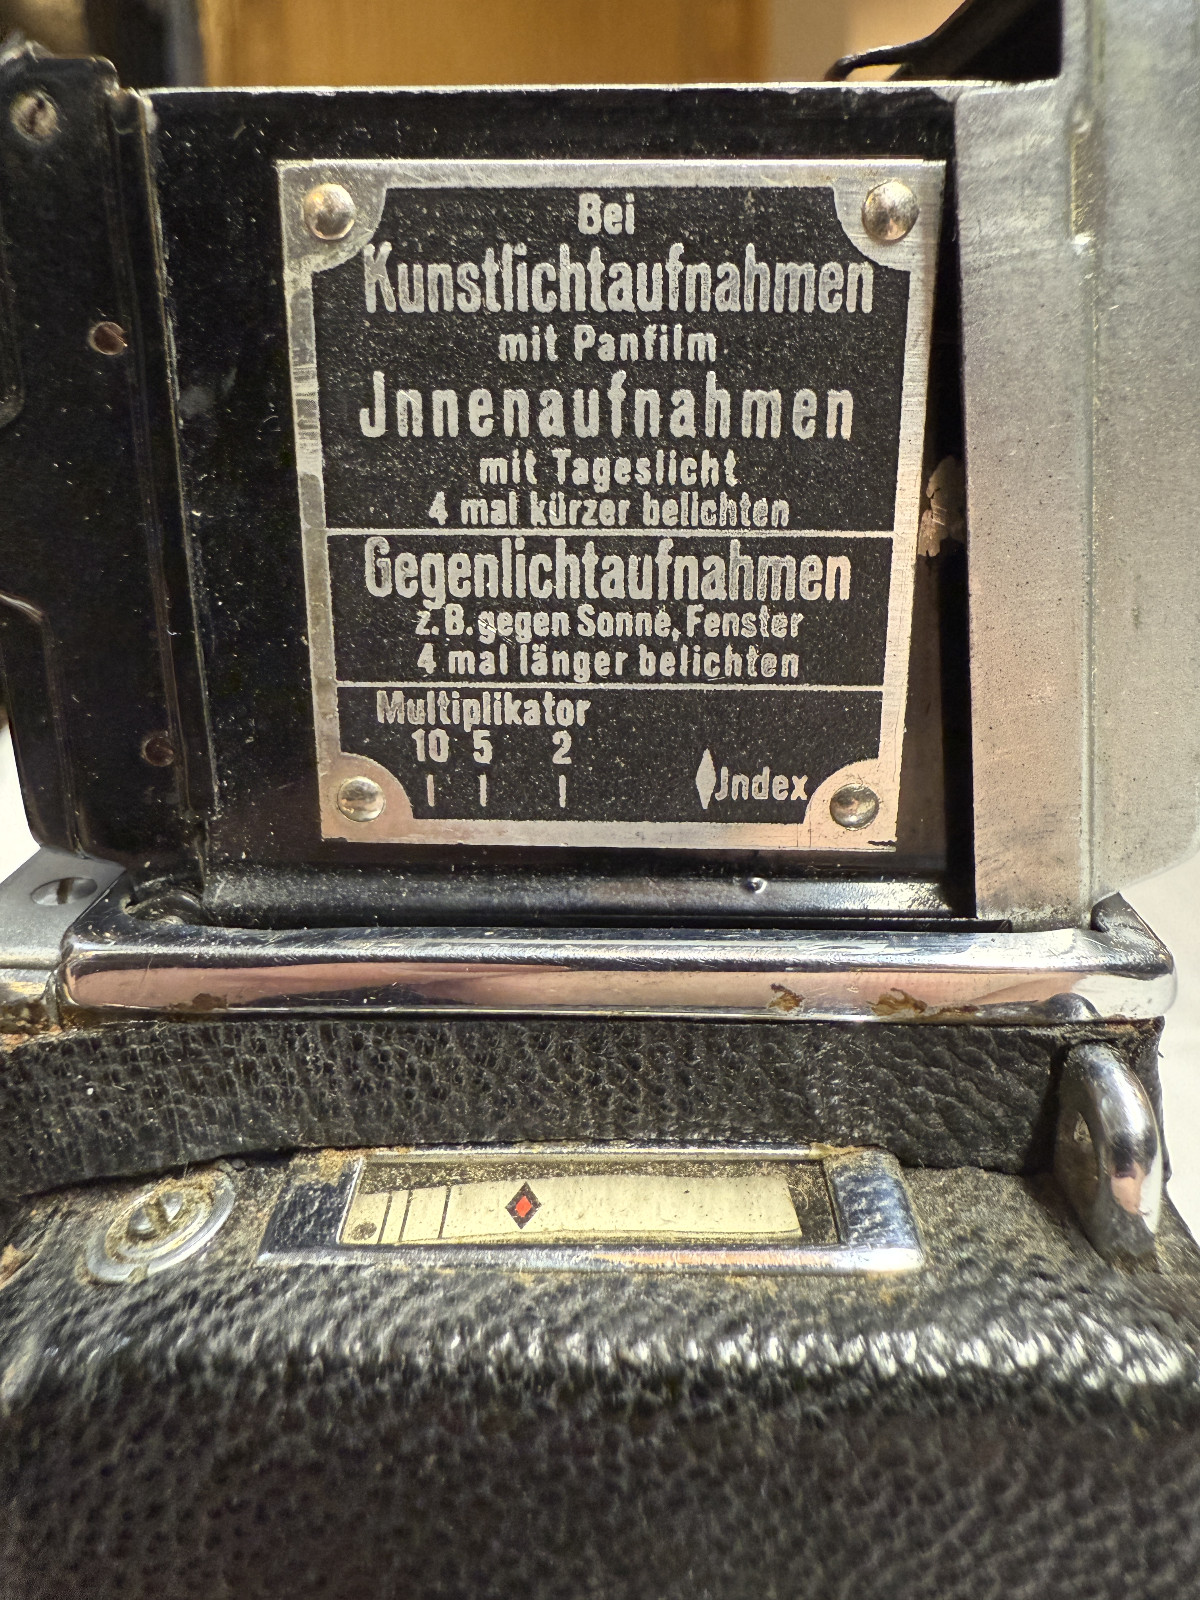 Bei
Kunstlichtaufnahmen
mit Panfilm
Jnnenaufnahmen
mit Tageslicht
4 mal kürzer belichten
Gegenlichtaufnahmen
z.B. gegen Sonne, Fenster
4 mal länger belichten
Multiplikator
10 5 2
Jndex